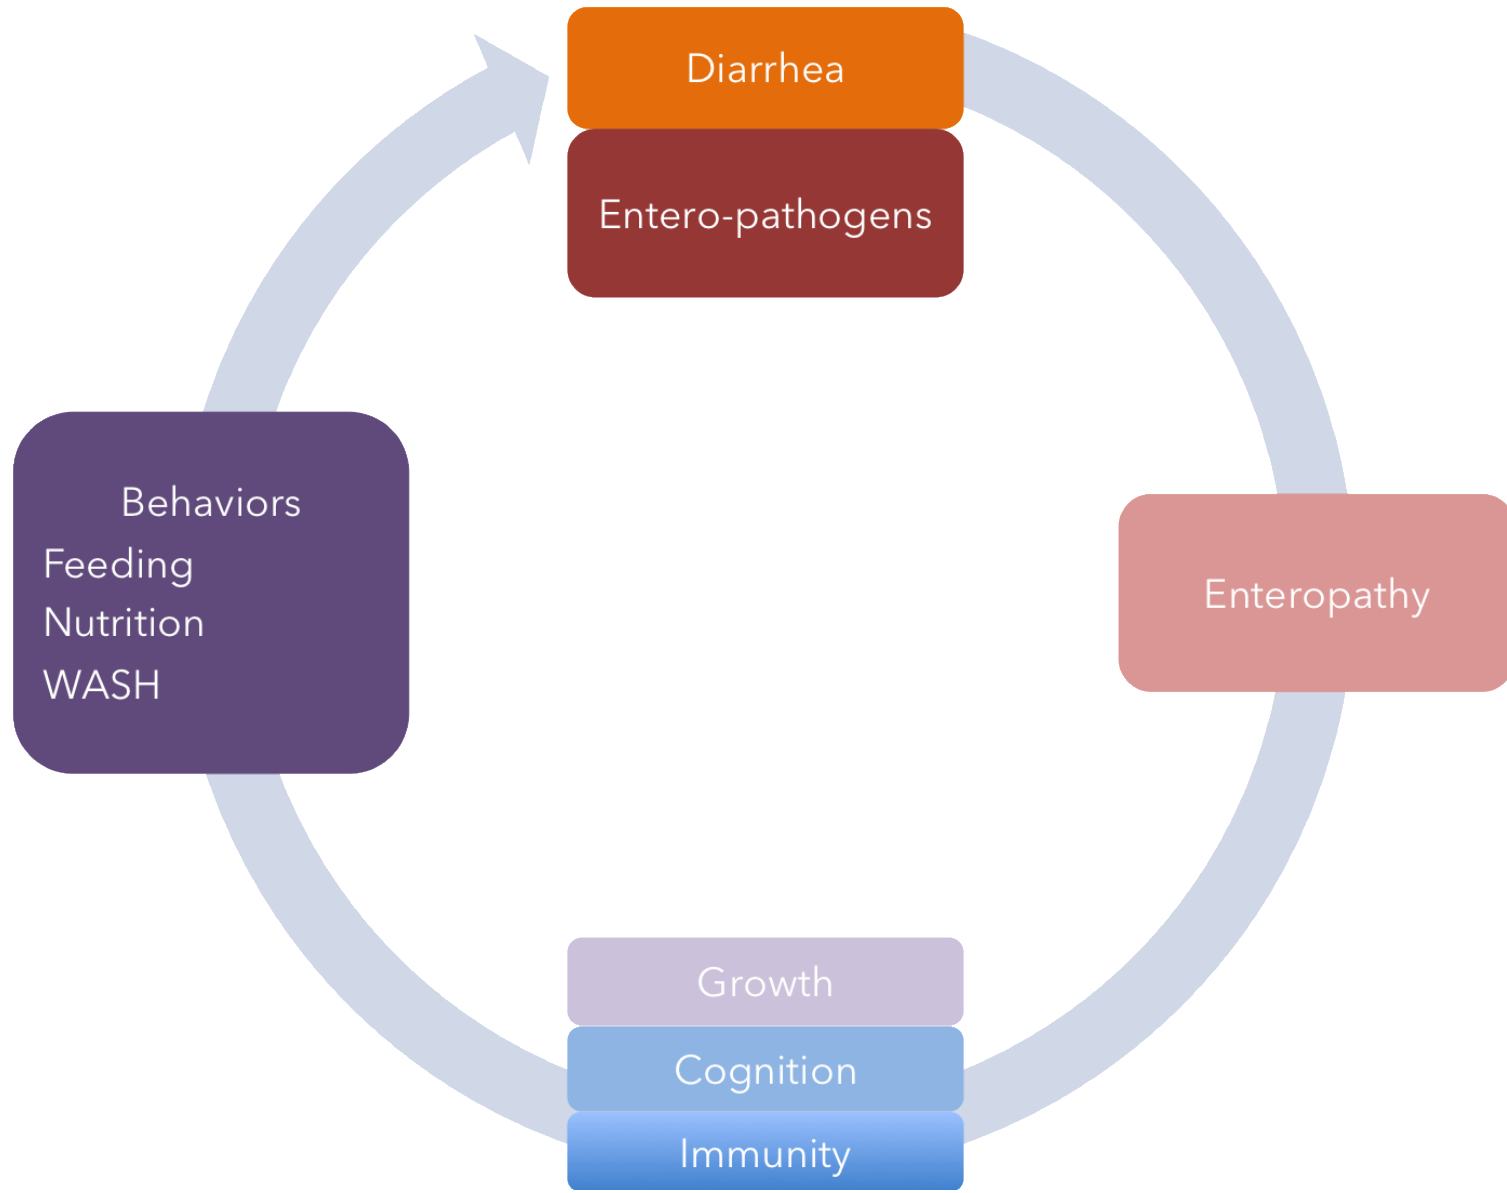 Diarrhea
Entero-pathogens
Behaviors
Feeding
Nutrition
WASH
Enteropathy
Growth
Cognition
Immunity